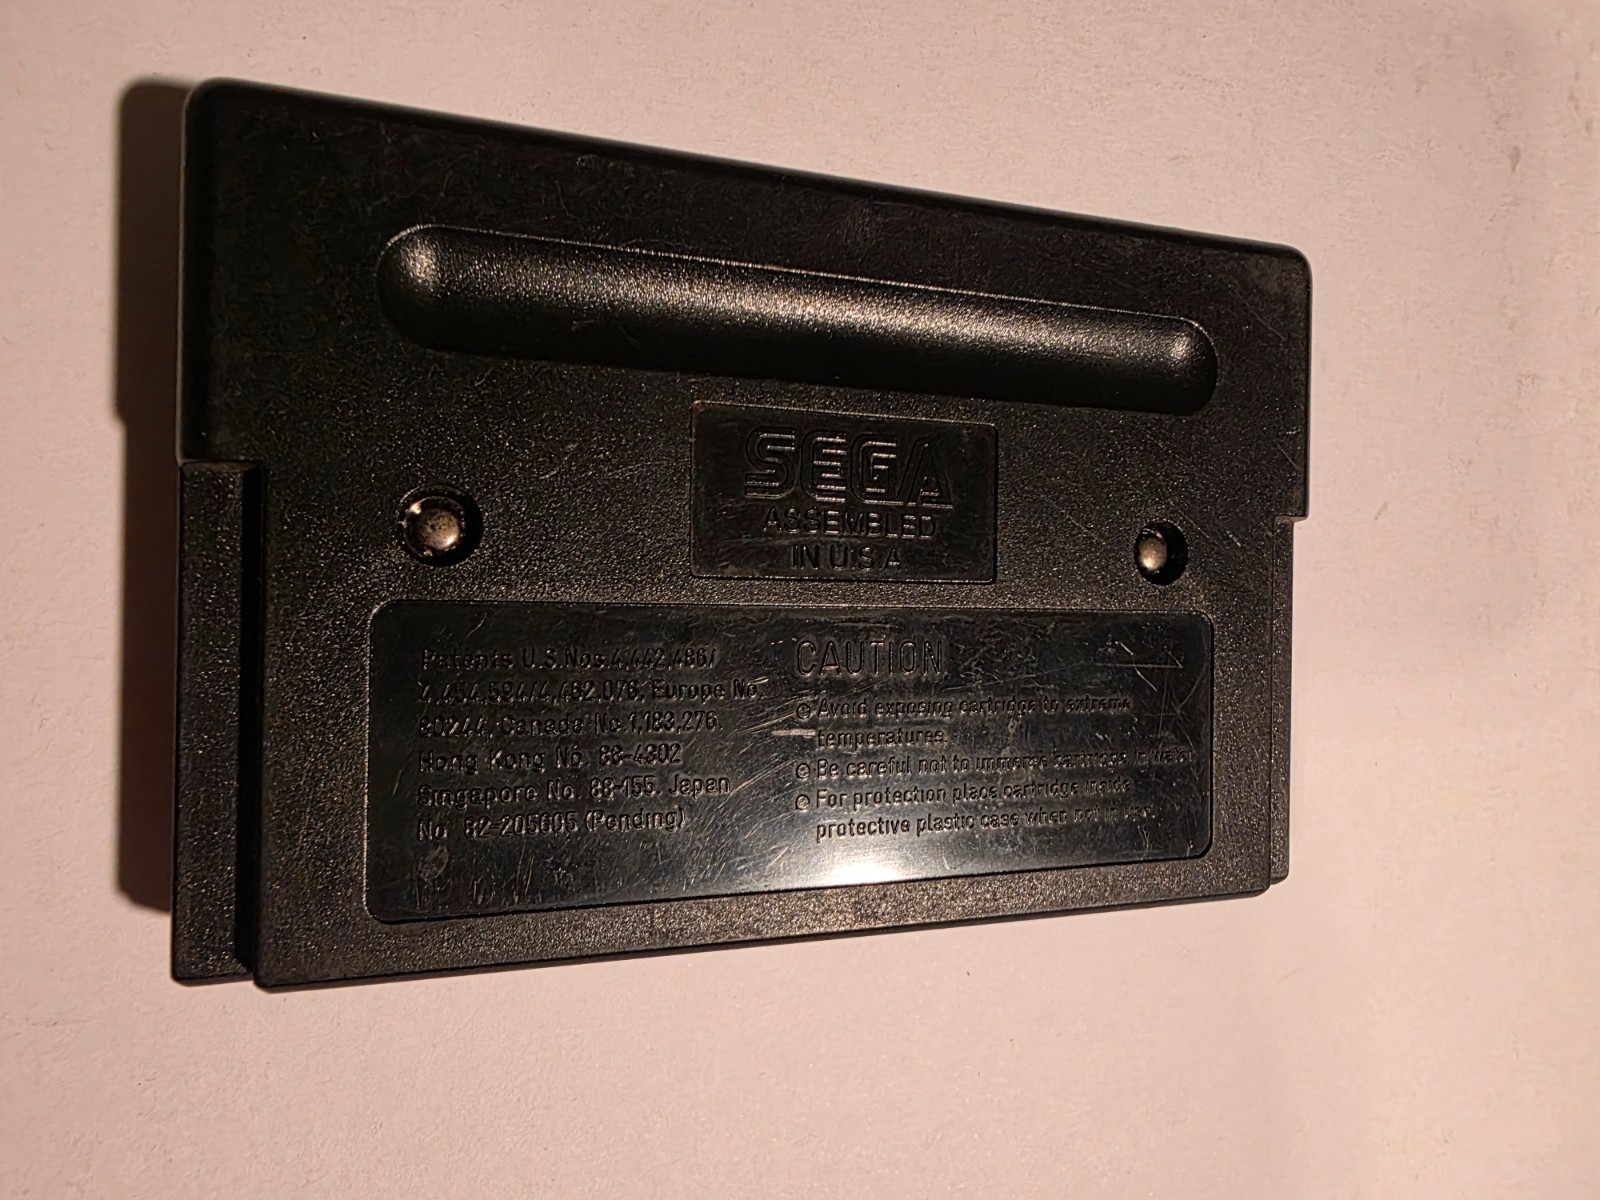 SEGA
ASSEMBLED
IN U.S.A
Patents U.S.Nos.4,442,486/
4,454,594/4,462,076, Europe No.
80244, Canada No.1,183,276.
Hong Kong No. 88-4302
Singapore No. 88-155. Japan
No. 82-205605 (Pending)
CAUTION
Avoid exposing cartridge to extreme
temperatures.
Be careful not to immerse cartridge in water
For protection place cartridge inside
protective plastic case when not in use.